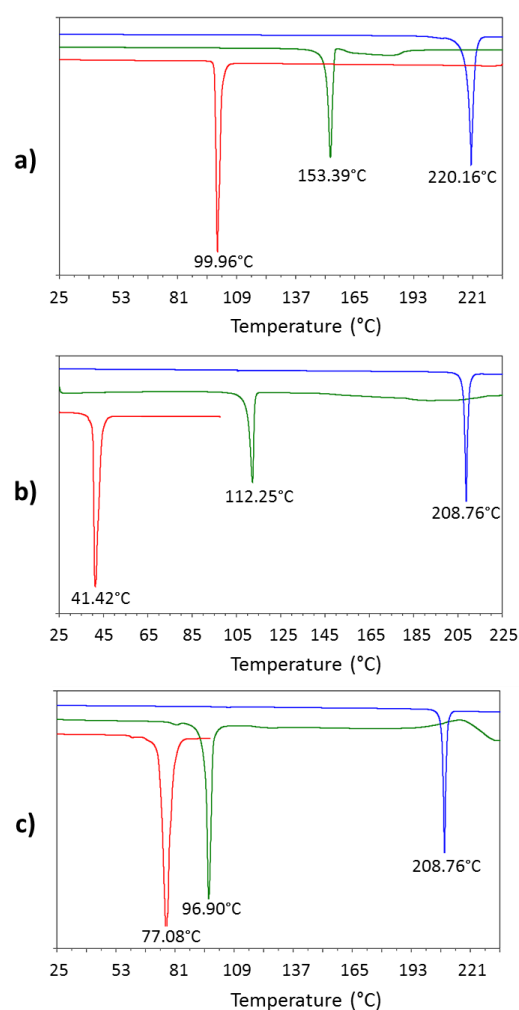 a)
153.39°C
220.16°C
99.96°C
25 53 81 109 137 165 193 221
Temperature (°C)
b)
112.25°C
208.76°C
41.42°C
25 45 65 85 105 125 145 165 185 205 225
Temperature (°C)
c)
208.76°C
96.90°C
77.08°C
25 53 81 109 137 165 193 221
Temperature (°C)